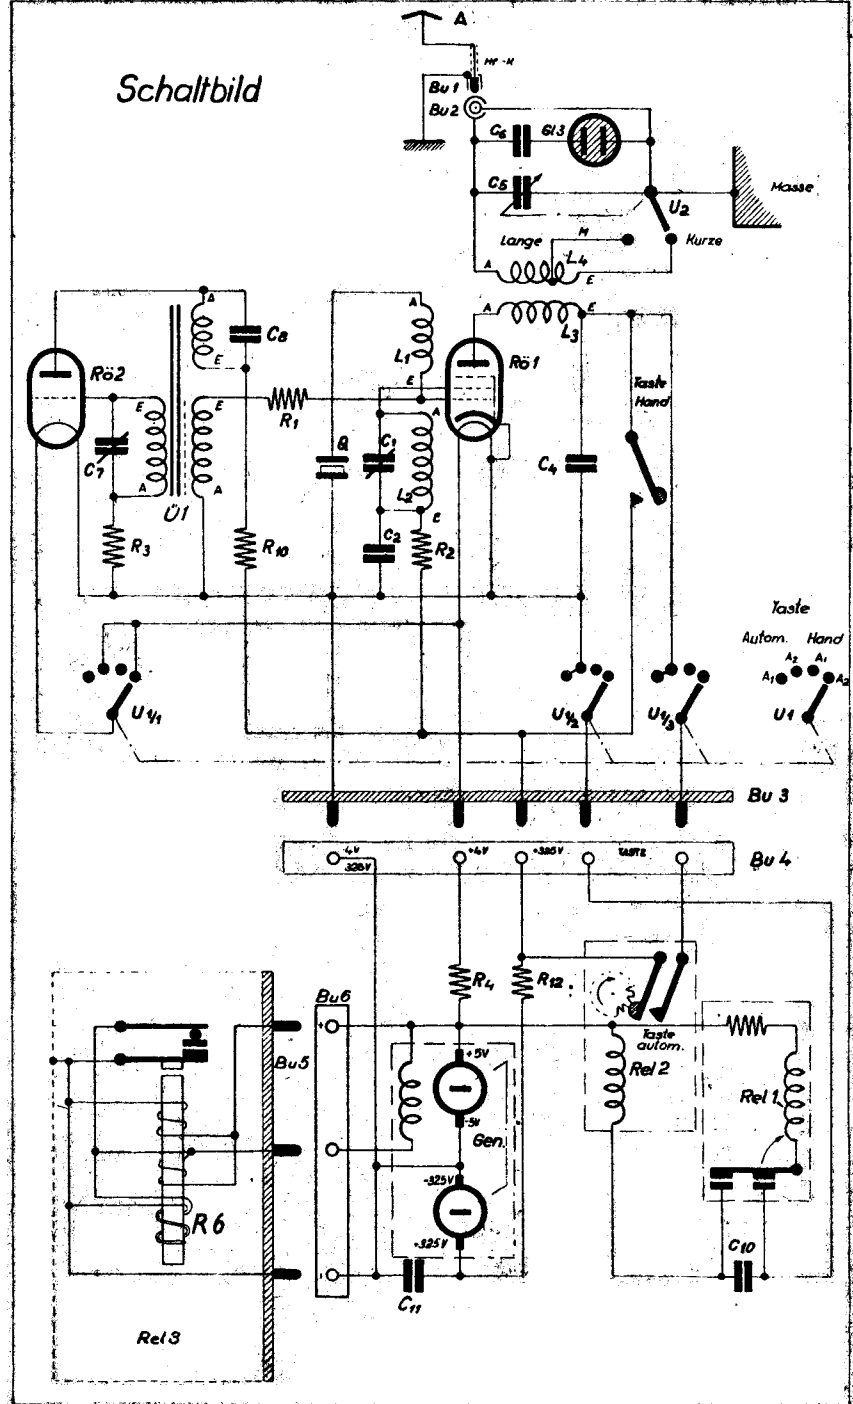 A
HF-K
Schaltbild
Bu 1
Bu 2
C6
Gl3
C5
U2
Masse
Lange
M
Kurze
A
L4
E
A
E
L3
A
C8
E
A
L1
E
Rö2
Rö1
Taste
Hand
E
E
R1
A
C7
A
Ü1
A
Q
C1
L2
E
C4
R3
R10
C2
R2
Taste
Autom. Hand
A1
A2
A1
A2
U1/1
U1/2
U1/3
U1
Bu 3
4V
325V
+4V
+325V
TASTE
Bu 4
R4
R12
Bu6
+
Bu5
+5V
-5V
Gen.
Taste
autom.
Rel 2
Rel 1
-325V
+325V
R6
-
C11
C10
Rel 3